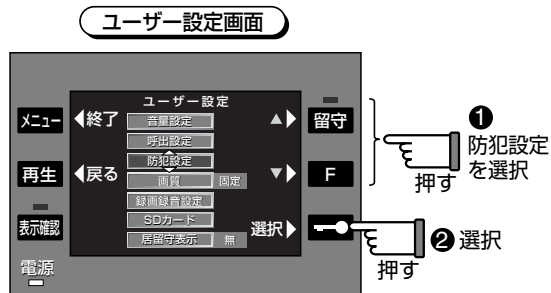 ユーザー設定画面
ユーザー設定
メニュー
◀終了
音量設定
▲▶
留守
呼出設定
防犯設定
再生
◀戻る
画質 固定
▼▶
F
録画録音設定
SDカード
表示確認
居留守表示 無
選択▶
電源
❶
防犯設定
を選択
押す
❷選択
押す